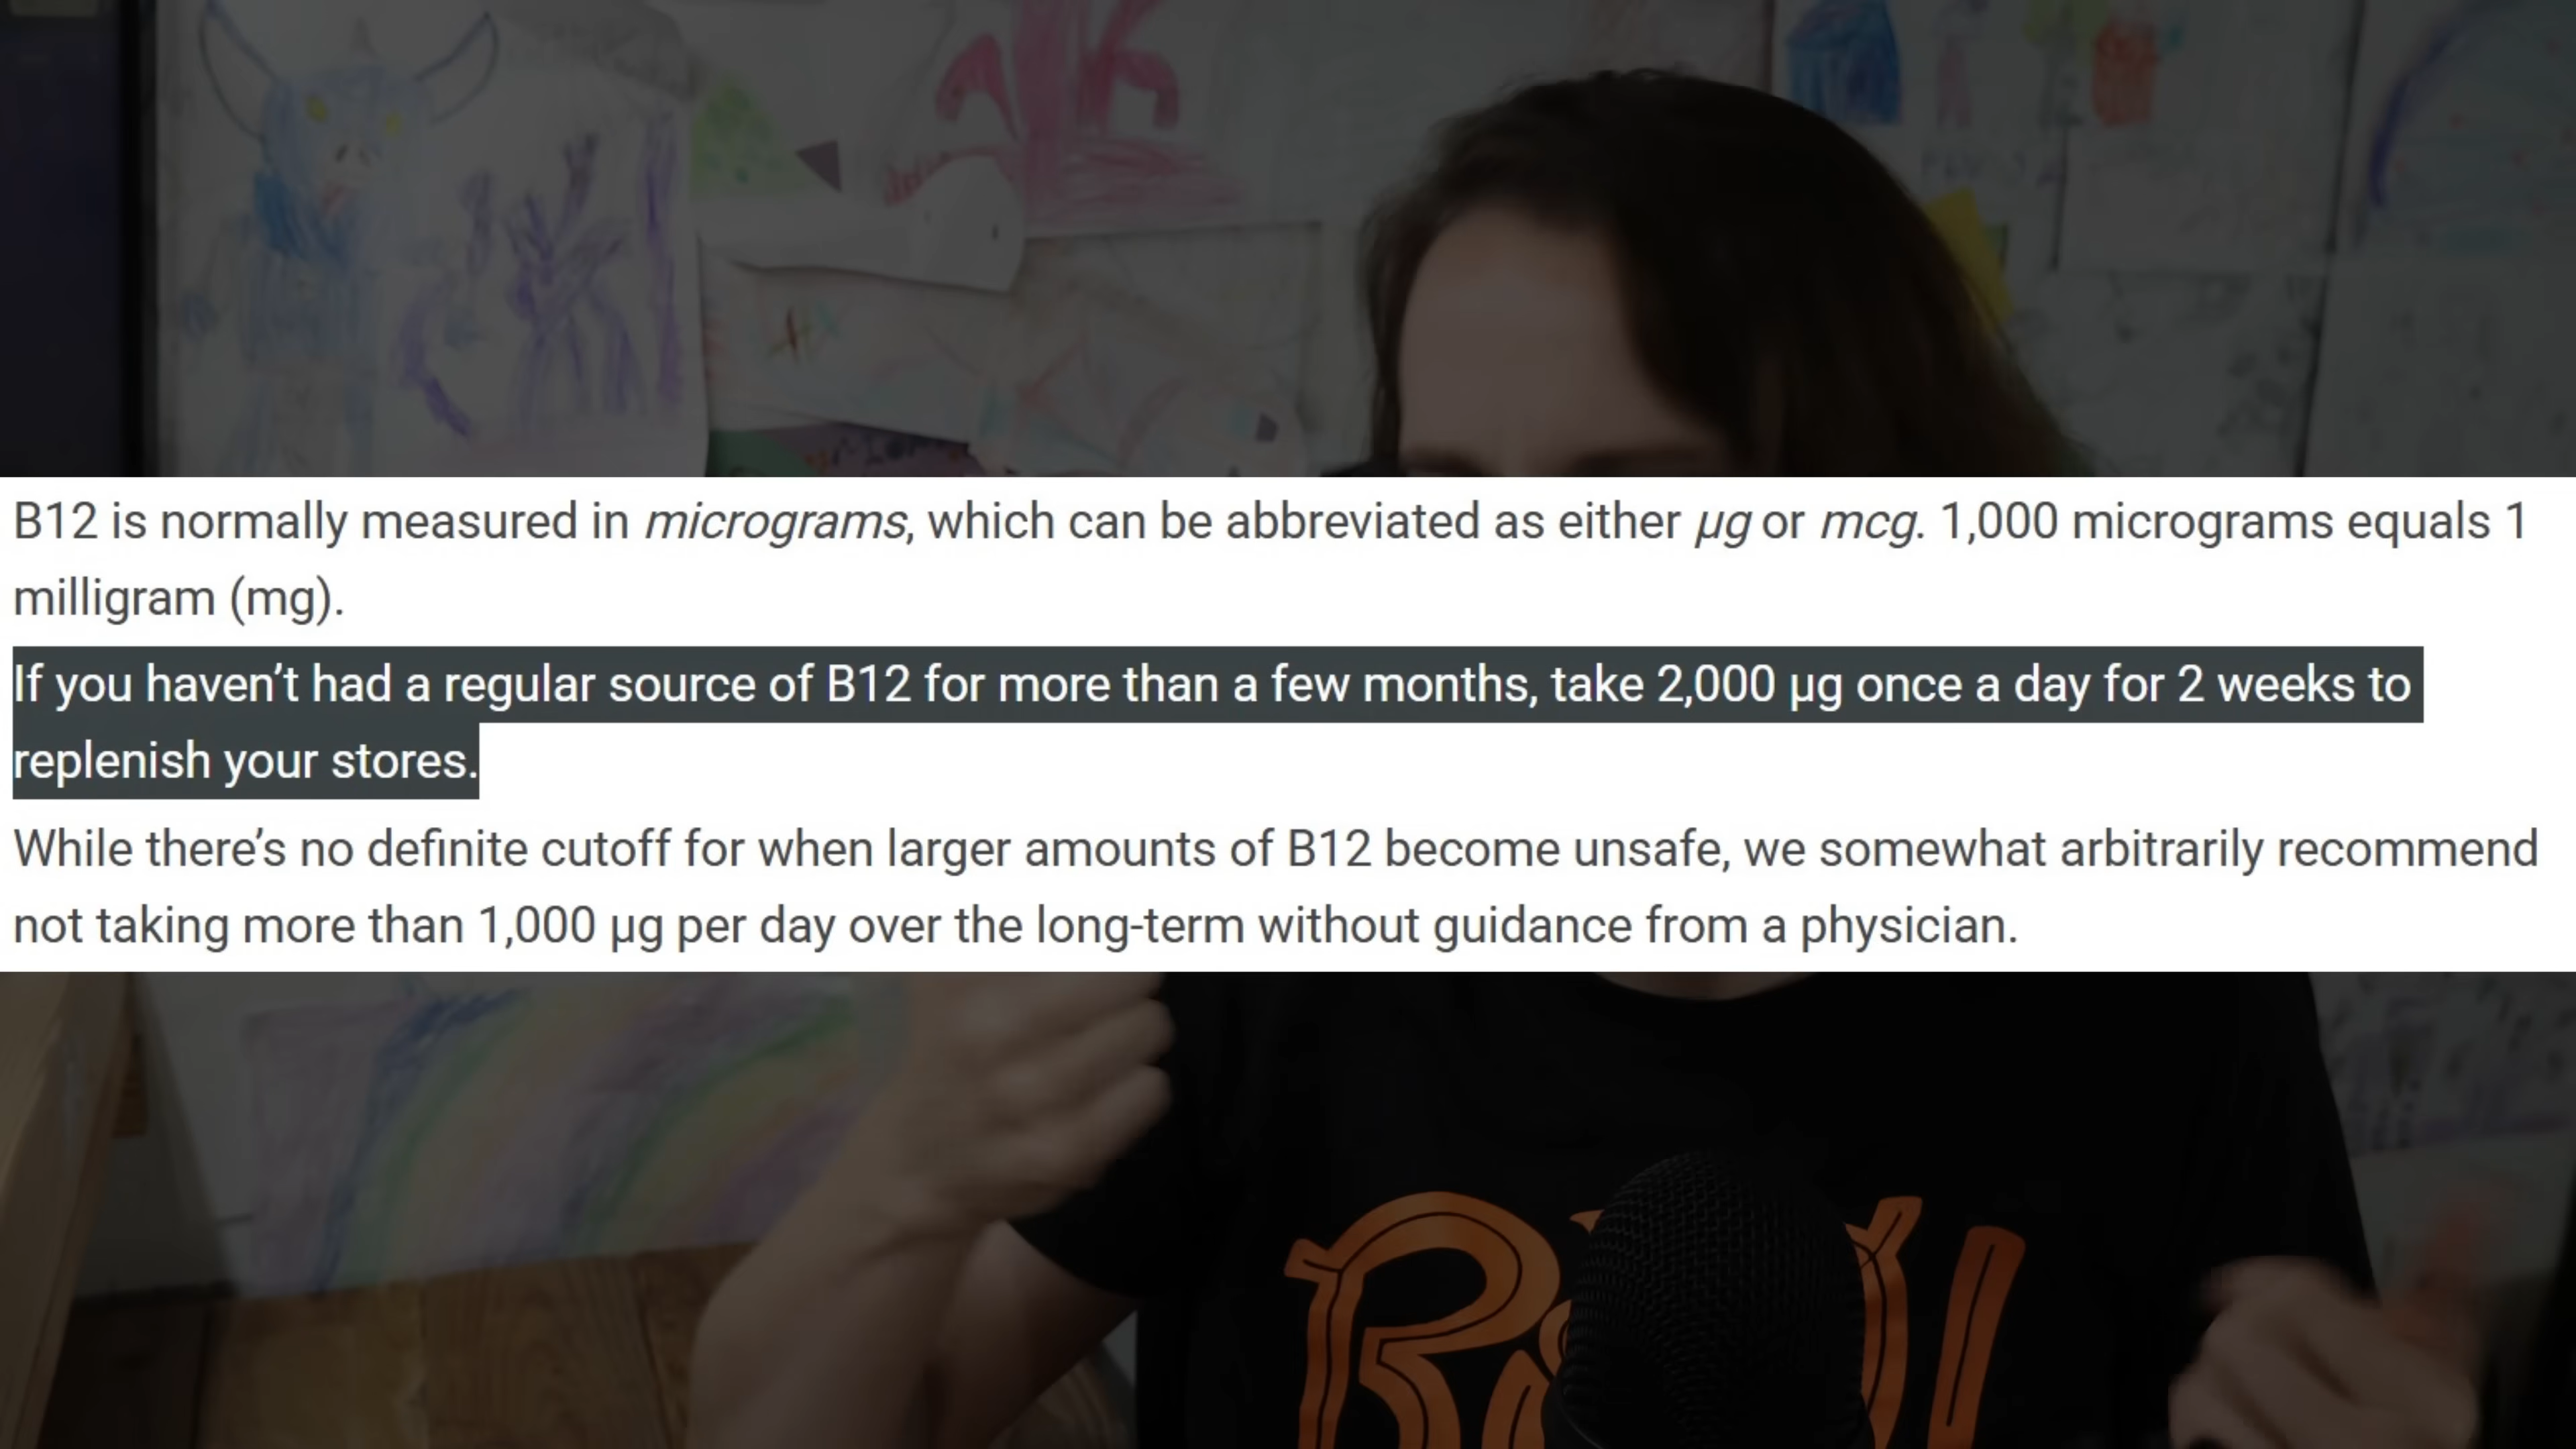 B12 is normally measured in micrograms, which can be abbreviated as either µg or mcg. 1,000 micrograms equals 1
milligram (mg).
If you haven’t had a regular source of B12 for more than a few months, take 2,000 µg once a day for 2 weeks to
replenish your stores.
While there’s no definite cutoff for when larger amounts of B12 become unsafe, we somewhat arbitrarily recommend
not taking more than 1,000 µg per day over the long-term without guidance from a physician.